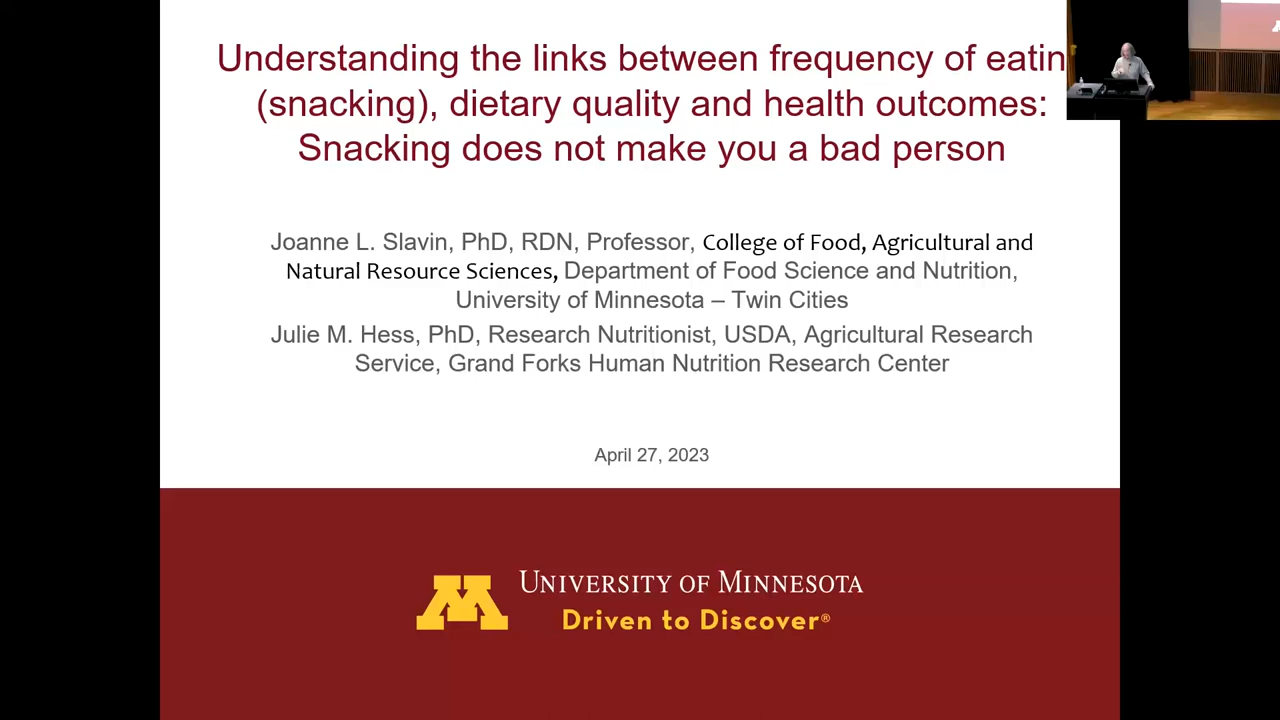 Understanding the links between frequency of eatin
(snacking), dietary quality and health outcomes:
Snacking does not make you a bad person
Joanne L. Slavin, PhD, RDN, Professor, College of Food, Agricultural and
Natural Resource Sciences, Department of Food Science and Nutrition,
University of Minnesota – Twin Cities
Julie M. Hess, PhD, Research Nutritionist, USDA, Agricultural Research
Service, Grand Forks Human Nutrition Research Center
April 27, 2023
M
UNIVERSITY OF MINNESOTA
Driven to Discover®